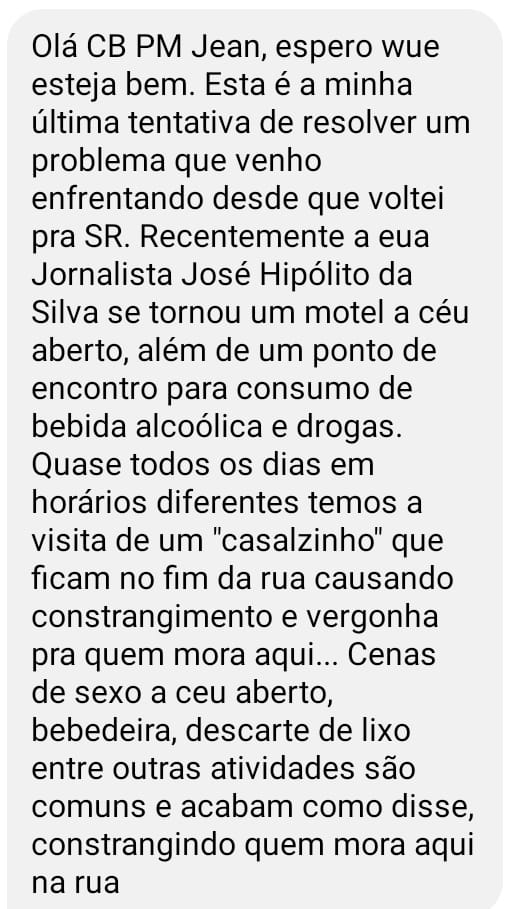 Olá CB PM Jean, espero wue
esteja bem. Esta é a minha
última tentativa de resolver um
problema que venho
enfrentando desde que voltei
pra SR. Recentemente a eua
Jornalista José Hipólito da
Silva se tornou um motel a céu
aberto, além de um ponto de
encontro para consumo de
bebida alcoólica e drogas.
Quase todos os dias em
horários diferentes temos a
visita de um "casalzinho" que
ficam no fim da rua causando
constrangimento e vergonha
pra quem mora aqui... Cenas
de sexo a ceu aberto,
bebedeira, descarte de lixo
entre outras atividades são
comuns e acabam como disse,
constrangindo quem mora aqui
na rua